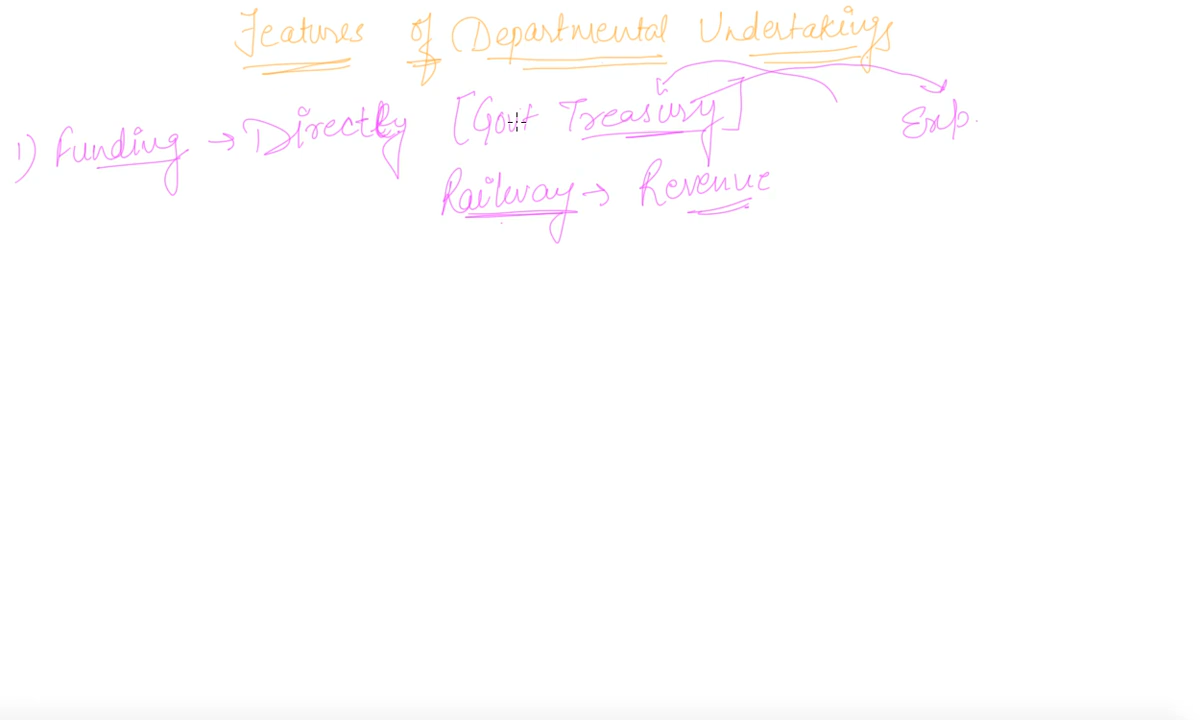 Features of Departmental Undertakings
1) Funding → Directly [Govt Treasury] Exp.
Railway → Revenue